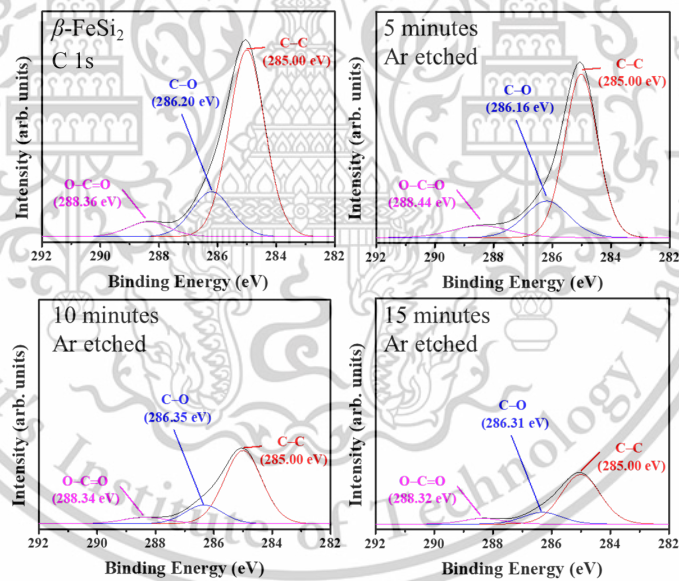 β-FeSi₂
C 1s
C–C
(285.00 eV)
C–O
(286.20 eV)
O–C=O
(288.36 eV)
Intensity (arb. units)
292 290 288 286 284 282
Binding Energy (eV)
5 minutes
Ar etched
C–C
(285.00 eV)
C–O
(286.16 eV)
O–C=O
(288.44 eV)
Intensity (arb. units)
292 290 288 286 284 282
Binding Energy (eV)
10 minutes
Ar etched
C–O
(286.35 eV)
C–C
(285.00 eV)
O–C=O
(288.34 eV)
Intensity (arb. units)
292 290 288 286 284 282
Binding Energy (eV)
15 minutes
Ar etched
C–O
(286.31 eV)
C–C
(285.00 eV)
O–C=O
(288.32 eV)
Intensity (arb. units)
292 290 288 286 284 282
Binding Energy (eV)
Institute of Technology